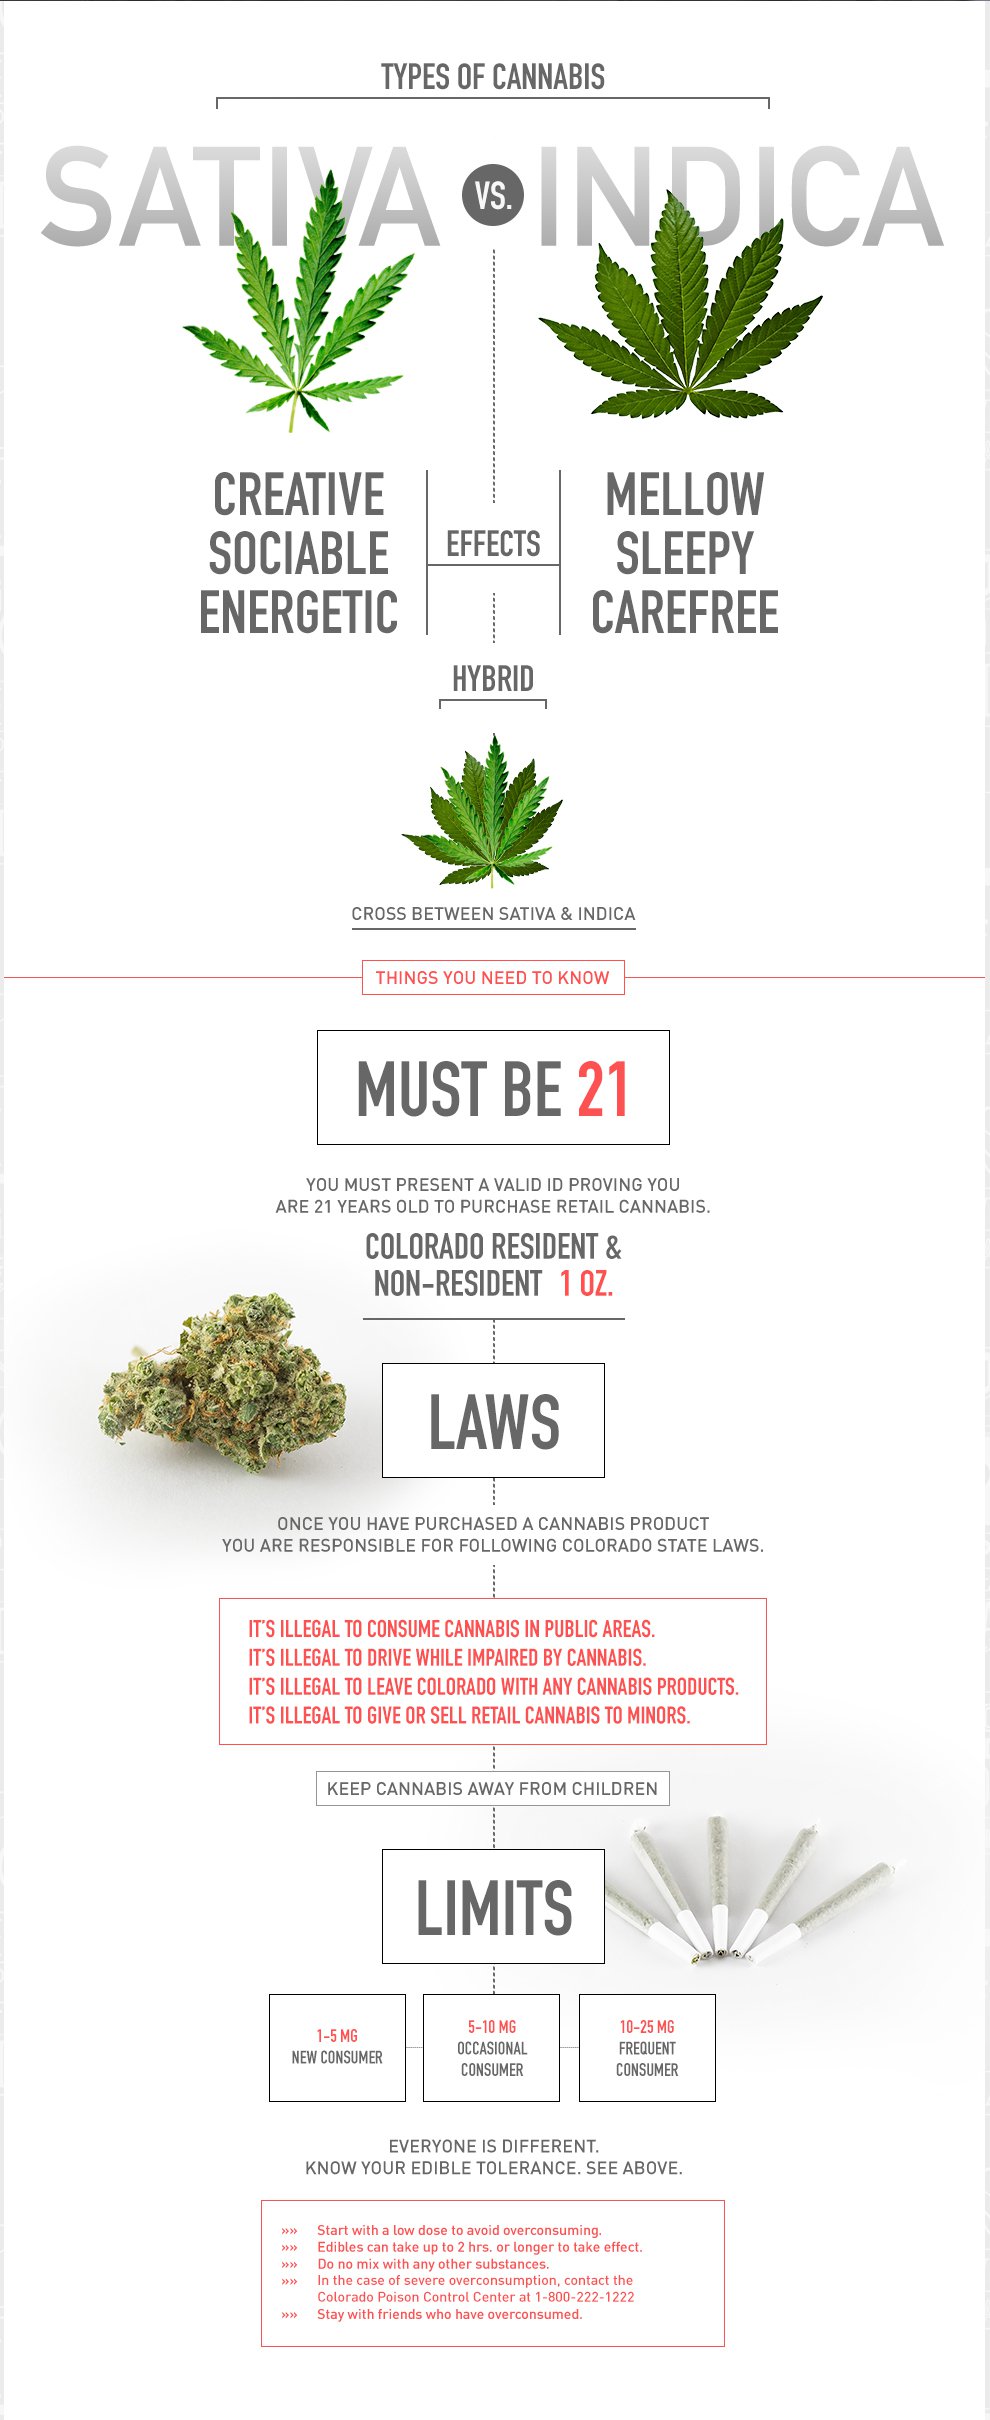 TYPES OF CANNABIS
SATIVA VS. INDICA
CREATIVE
SOCIABLE
ENERGETIC
EFFECTS
MELLOW
SLEEPY
CAREFREE
HYBRID
CROSS BETWEEN SATIVA & INDICA
THINGS YOU NEED TO KNOW
MUST BE 21
YOU MUST PRESENT A VALID ID PROVING YOU
ARE 21 YEARS OLD TO PURCHASE RETAIL CANNABIS.
COLORADO RESIDENT &
NON-RESIDENT 1 OZ.
LAWS
ONCE YOU HAVE PURCHASED A CANNABIS PRODUCT
YOU ARE RESPONSIBLE FOR FOLLOWING COLORADO STATE LAWS.
IT'S ILLEGAL TO CONSUME CANNABIS IN PUBLIC AREAS.
IT'S ILLEGAL TO DRIVE WHILE IMPAIRED BY CANNABIS.
IT'S ILLEGAL TO LEAVE COLORADO WITH ANY CANNABIS PRODUCTS.
IT'S ILLEGAL TO GIVE OR SELL RETAIL CANNABIS TO MINORS.
KEEP CANNABIS AWAY FROM CHILDREN
LIMITS
1-5 MG
NEW CONSUMER
5-10 MG
OCCASIONAL
CONSUMER
10-25 MG
FREQUENT
CONSUMER
EVERYONE IS DIFFERENT.
KNOW YOUR EDIBLE TOLERANCE. SEE ABOVE.
»» Start with a low dose to avoid overconsuming.
»» Edibles can take up to 2 hrs. or longer to take effect.
»» Do no mix with any other substances.
»» In the case of severe overconsumption, contact the
Colorado Poison Control Center at 1-800-222-1222
»» Stay with friends who have overconsumed.